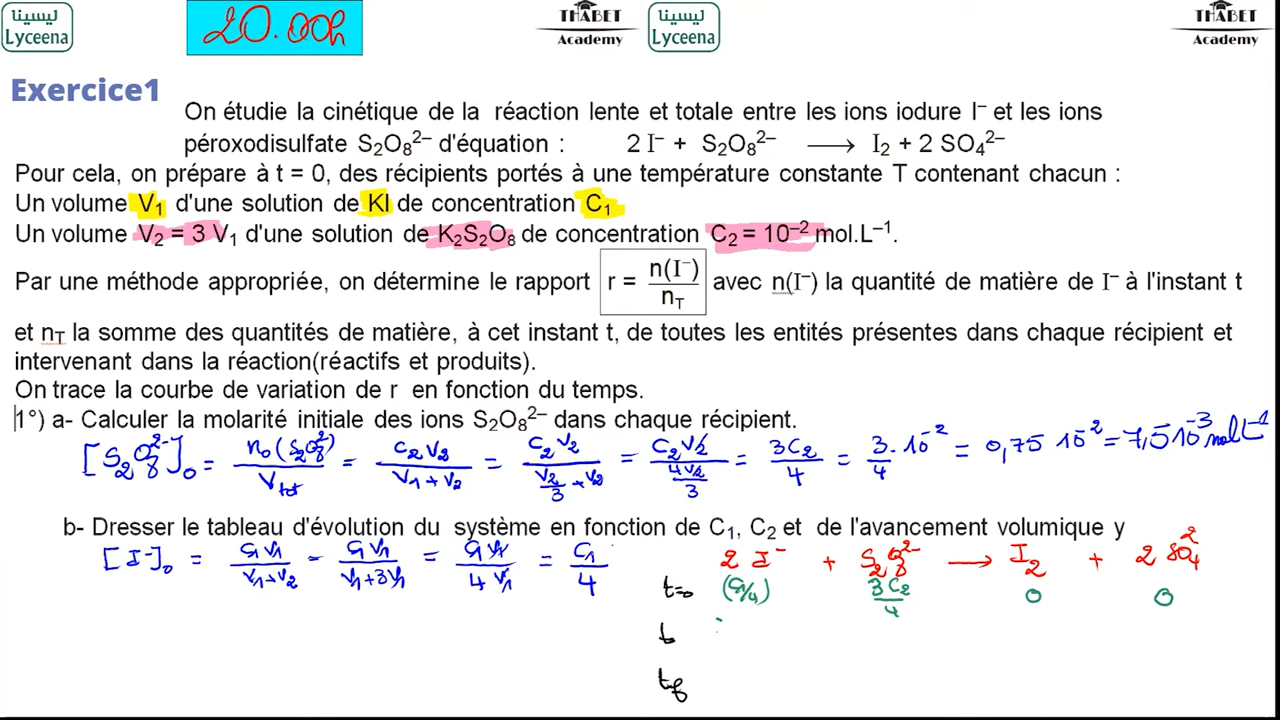 ليسينا
Lyceena
20.00h
THABET
Academy
ليسينا
Lyceena
THABET
Academy
Exercice1
On étudie la cinétique de la réaction lente et totale entre les ions iodure I⁻ et les ions
péroxodisulfate S₂O₈²⁻ d'équation : 2 I⁻ + S₂O₈²⁻ ⟶ I₂ + 2 SO₄²⁻
Pour cela, on prépare à t = 0, des récipients portés à une température constante T contenant chacun :
Un volume V₁ d'une solution de KI de concentration C₁
Un volume V₂ = 3 V₁ d'une solution de K₂S₂O₈ de concentration C₂ = 10⁻² mol.L⁻¹.
Par une méthode appropriée, on détermine le rapport r = n(I⁻)/n_T avec n(I⁻) la quantité de matière de I⁻ à l'instant t
et n_T la somme des quantités de matière, à cet instant t, de toutes les entités présentes dans chaque récipient et
intervenant dans la réaction(réactifs et produits).
On trace la courbe de variation de r en fonction du temps.
1°) a- Calculer la molarité initiale des ions S₂O₈²⁻ dans chaque récipient.
[S₂O₈²⁻]₀ = n₀(S₂O₈²⁻)/V_tot = C₂V₂/(V₁+V₂) = C₂V₂/(V₂/3+V₂) = C₂V₂/(4V₂/3) = 3C₂/4 = 3.10⁻²/4 = 0,75 10⁻² = 7,5 10⁻³ mol L⁻¹
b- Dresser le tableau d'évolution du système en fonction de C₁, C₂ et de l'avancement volumique y
[I⁻]₀ = C₁V₁/(V₁+V₂) = C₁V₁/(V₁+3V₁) = C₁V₁/4V₁ = C₁/4
2 I⁻ + S₂O₈²⁻ ⟶ I₂ + 2 SO₄²
t=0 (C₁/4) 3C₂/4 0 0
t
tf